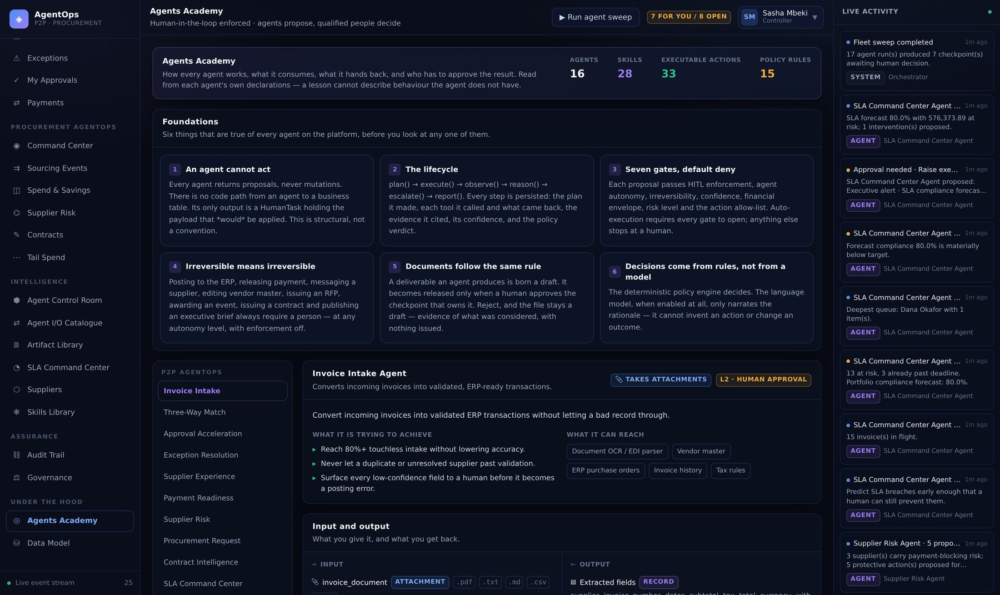 AgentOps
P2P · PROCUREMENT
Exceptions
My Approvals
Payments
PROCUREMENT AGENTOPS
Command Center
Sourcing Events
Spend & Savings
Supplier Risk
Contracts
Tail Spend
INTELLIGENCE
Agent Control Room
Agent I/O Catalogue
Artifact Library
SLA Command Center
Suppliers
Skills Library
ASSURANCE
Audit Trail
Governance
UNDER THE HOOD
Agents Academy
Data Model
Live event stream 25
Agents Academy
Human-in-the-loop enforced · agents propose, qualified people decide
▶ Run agent sweep
7 FOR YOU / 8 OPEN
SM
Sasha Mbeki
Controller
Agents Academy
How every agent works, what it consumes, what it hands back, and who has to approve the result. Read
from each agent's own declarations — a lesson cannot describe behaviour the agent does not have.
AGENTS SKILLS EXECUTABLE ACTIONS POLICY RULES
16 28 33 15
Foundations
Six things that are true of every agent on the platform, before you look at any one of them.
1 An agent cannot act
Every agent returns proposals, never mutations.
There is no code path from an agent to a business
table. Its only output is a HumanTask holding the
payload that *would* be applied. This is structural, not
a convention.
2 The lifecycle
plan() → execute() → observe() → reason() →
escalate() → report(). Every step is persisted: the plan
it made, each tool it called and what came back, the
evidence it cited, its confidence, and the policy
verdict.
3 Seven gates, default deny
Each proposal passes HITL enforcement, agent
autonomy, irreversibility, confidence, financial
envelope, risk level and the action allow-list. Auto-
execution requires every gate to open; anything else
stops at a human.
4 Irreversible means irreversible
Posting to the ERP, releasing payment, messaging a
supplier, editing vendor master, issuing an RFP,
awarding an event, issuing a contract and publishing
an executive brief always require a person — at any
autonomy level, with enforcement off.
5 Documents follow the same rule
A deliverable an agent produces is born a draft. It
becomes released only when a human approves the
checkpoint that owns it. Reject, and the file stays a
draft — evidence of what was considered, with
nothing issued.
6 Decisions come from rules, not from a
model
The deterministic policy engine decides. The language
model, when enabled at all, only narrates the
rationale — it cannot invent an action or change an
outcome.
P2P AGENTOPS
Invoice Intake
Three-Way Match
Approval Acceleration
Exception Resolution
Supplier Experience
Payment Readiness
Supplier Risk
Procurement Request
Contract Intelligence
SLA Command Center
Invoice Intake Agent
Converts incoming invoices into validated, ERP-ready transactions.
TAKES ATTACHMENTS
L2 · HUMAN APPROVAL
Convert incoming invoices into validated ERP transactions without letting a bad record through.
WHAT IT IS TRYING TO ACHIEVE
▸ Reach 80%+ touchless intake without lowering accuracy.
▸ Never let a duplicate or unresolved supplier past validation.
▸ Surface every low-confidence field to a human before it becomes
a posting error.
WHAT IT CAN REACH
Document OCR / EDI parser Vendor master
ERP purchase orders Invoice history Tax rules
Input and output
What you give it, and what you get back.
→ INPUT
invoice_document ATTACHMENT .pdf .txt .md .csv
← OUTPUT
Extracted fields RECORD
supplier, invoice number, dates, subtotal, tax, total, currency, with
LIVE ACTIVITY
Fleet sweep completed 1m ago
17 agent run(s) produced 7 checkpoint(s)
awaiting human decision.
SYSTEM Orchestrator
SLA Command Center Agent … 1m ago
SLA forecast 80.0% with 576,373.89 at
risk; 1 intervention(s) proposed.
AGENT SLA Command Center Agent
Approval needed · Raise exe… 1m ago
SLA Command Center Agent proposed:
Executive alert · SLA compliance forecas…
AGENT SLA Command Center Agent
SLA Command Center Agent … 1m ago
Forecast compliance 80.0% is materially
below target.
AGENT SLA Command Center Agent
SLA Command Center Agent … 1m ago
Deepest queue: Dana Okafor with 1
item(s).
AGENT SLA Command Center Agent
SLA Command Center Agent … 1m ago
13 at risk, 3 already past deadline.
Portfolio compliance forecast: 80.0%.
AGENT SLA Command Center Agent
SLA Command Center Agent … 1m ago
15 invoice(s) in flight.
AGENT SLA Command Center Agent
SLA Command Center Agent … 1m ago
Predict SLA breaches early enough that a
human can still prevent them.
AGENT SLA Command Center Agent
Supplier Risk Agent · 5 propo… 1m ago
3 supplier(s) carry payment-blocking risk;
5 protective action(s) proposed for…
AGENT Supplier Risk Agent